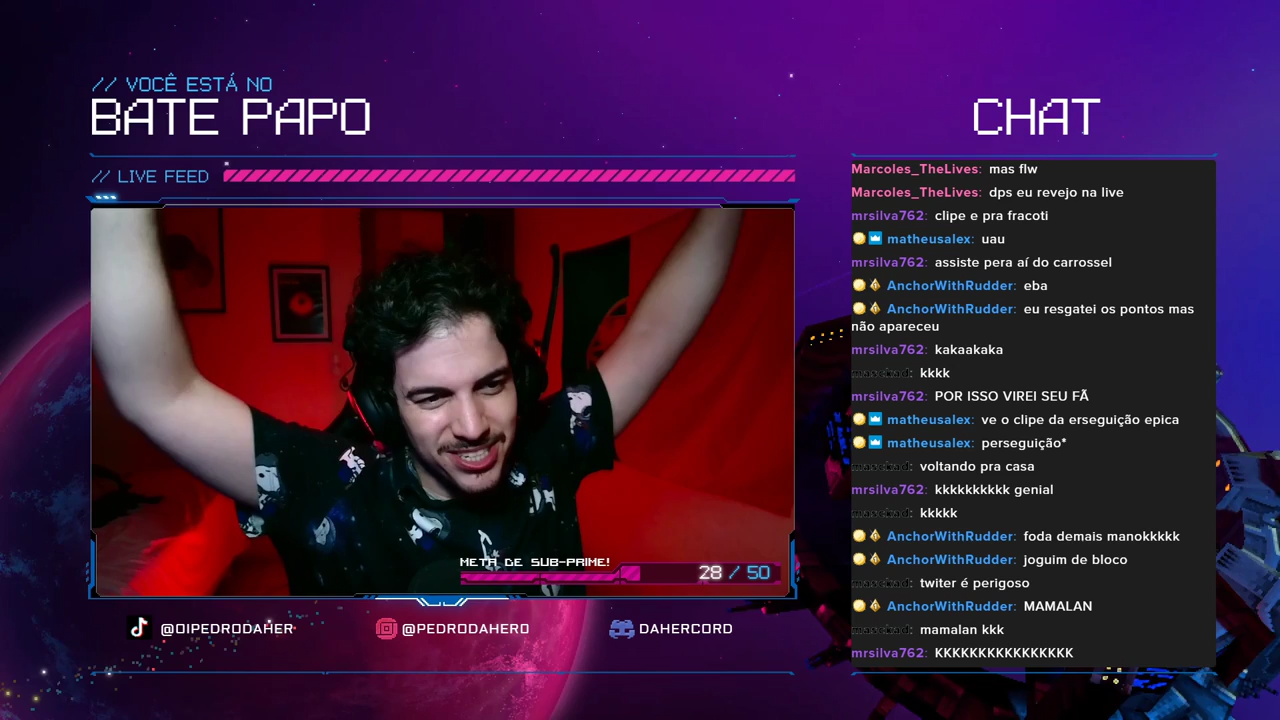 // VOCÊ ESTÁ NO
BATE PAPO
// LIVE FEED
META DE SUB-PRIME!
28 / 50
@OIPEDRODAHER
@PEDRODAHERO
DAHERCORD
CHAT
Marcoles_TheLives: mas flw
Marcoles_TheLives: dps eu revejo na live
mrsilva762: clipe e pra fracoti
matheusalex: uau
mrsilva762: assiste pera aí do carrossel
AnchorWithRudder: eba
AnchorWithRudder: eu resgatei os pontos mas
não apareceu
mrsilva762: kakaakaka
kkkk
mrsilva762: POR ISSO VIREI SEU FÃ
matheusalex: ve o clipe da erseguição epica
matheusalex: perseguição*
voltando pra casa
mrsilva762: kkkkkkkkkk genial
kkkkk
AnchorWithRudder: foda demais manokkkkk
AnchorWithRudder: joguim de bloco
twiter é perigoso
AnchorWithRudder: MAMALAN
mamalan kkk
mrsilva762: KKKKKKKKKKKKKKKK